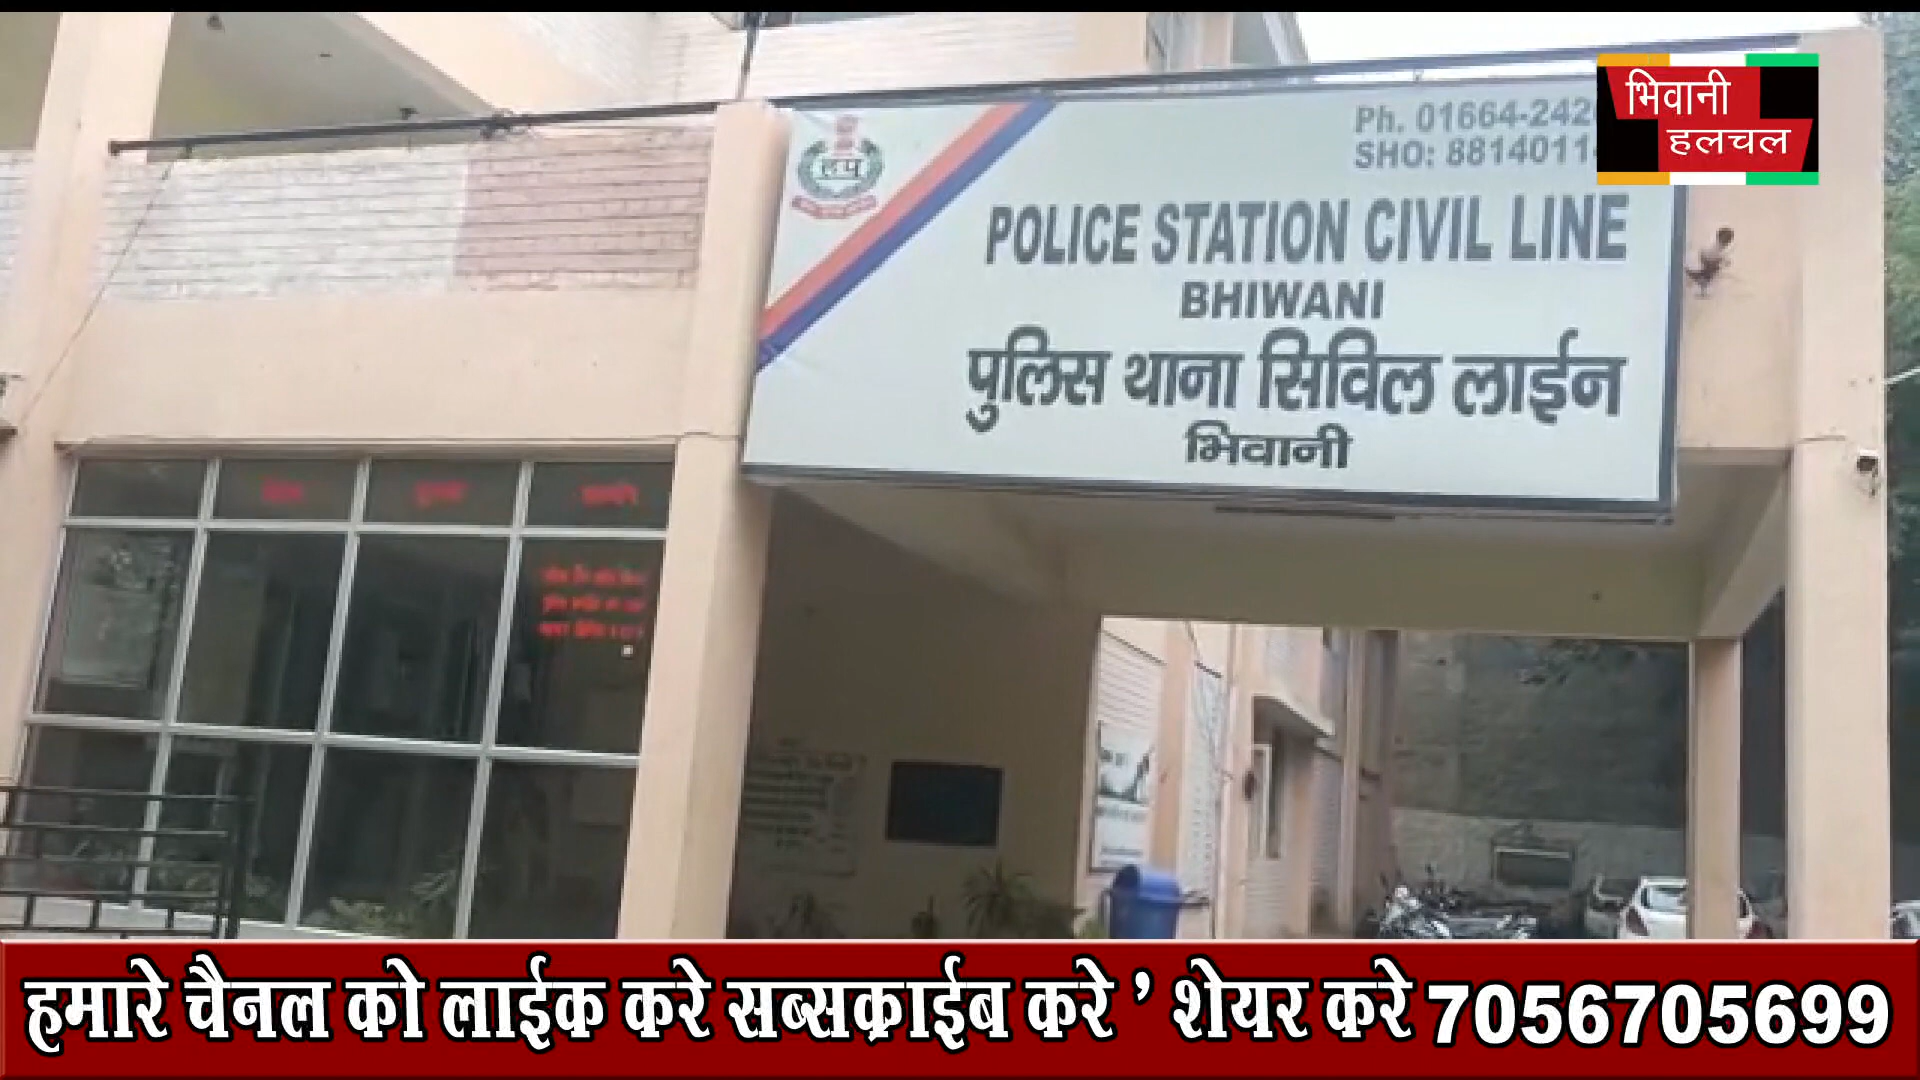 भिवानी
हलचल
Ph. 01664-242
SHO: 8814011
POLICE STATION CIVIL LINE
BHIWANI
पुलिस थाना सिविल लाईन
भिवानी
हमारे चैनल को लाईक करे सब्सक्राईब करे ’ शेयर करे 7056705699